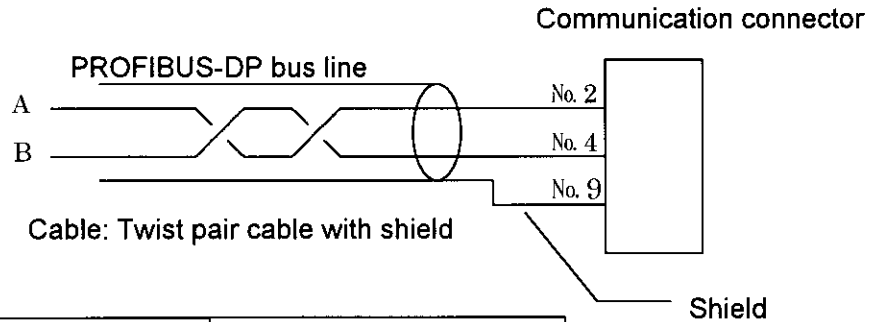 Communication connector
PROFIBUS-DP bus line
A
No. 2
B
No. 4
No. 9
Cable: Twist pair cable with shield
Shield